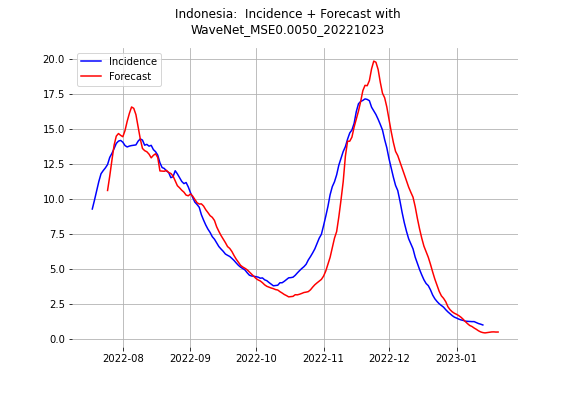 Indonesia:  Incidence + Forecast with
WaveNet_MSE0.0050_20221023
20.0
17.5
15.0
12.5
10.0
7.5
5.0
2.5
0.0
Incidence
Forecast
2022-08 2022-09 2022-10 2022-11 2022-12 2023-01